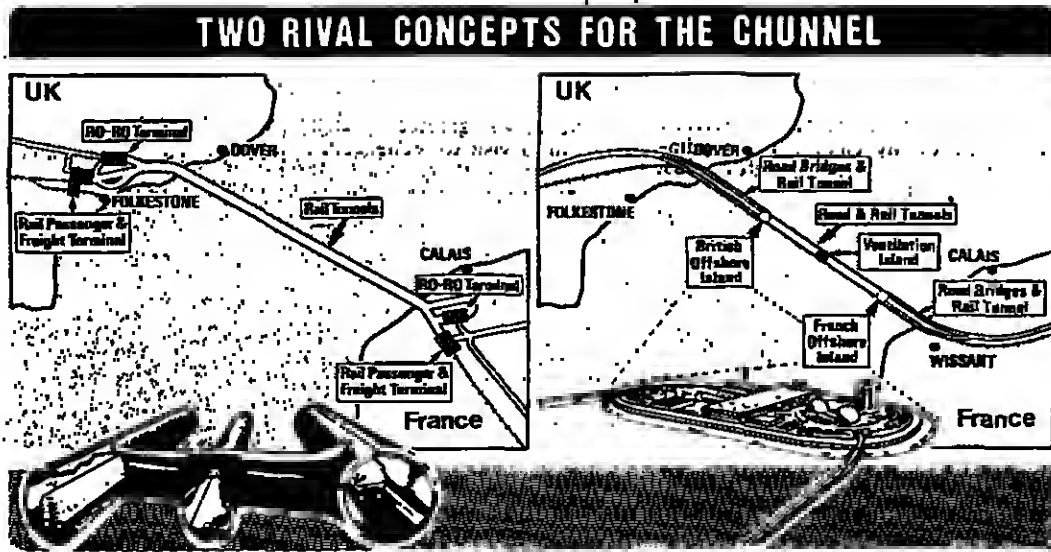 TWO RIVAL CONCEPTS FOR THE CHUNNEL
UK
RO-RO Terminal
DOVER
FOLKESTONE
Rail Passenger &
Freight Terminal
Rail Tunnels
CALAIS
RO-RO Terminal
Rail Passenger &
Freight Terminal
France
UK
DOVER
Road Bridges &
Rail Tunnel
FOLKESTONE
Road & Rail Tunnels
British
Offshore
Island
Ventilation
Island
CALAIS
Road Bridges &
Rail Tunnel
French
Offshore
Island
WISSANT
France